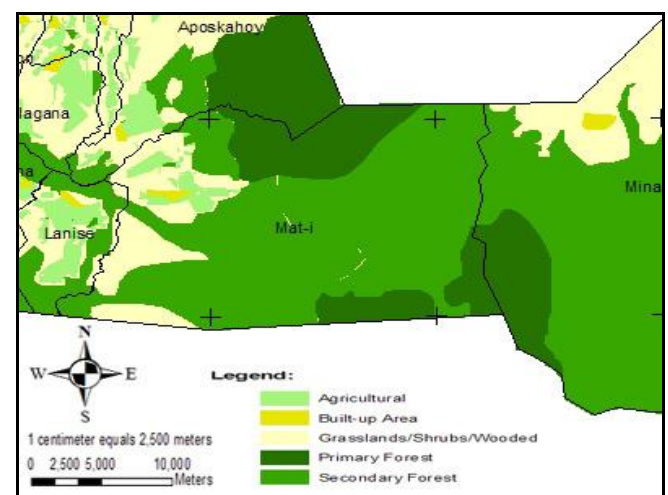 Aposkahoy
lagana
Mina
Mat-i
Lanise
N
W E
S
Legend:
Agricultural
Built-up Area
Grasslands/Shrubs/Wooded
Primary Forest
Secondary Forest
1 centimeter equals 2,500 meters
0 2,500 5,000 10,000
Meters